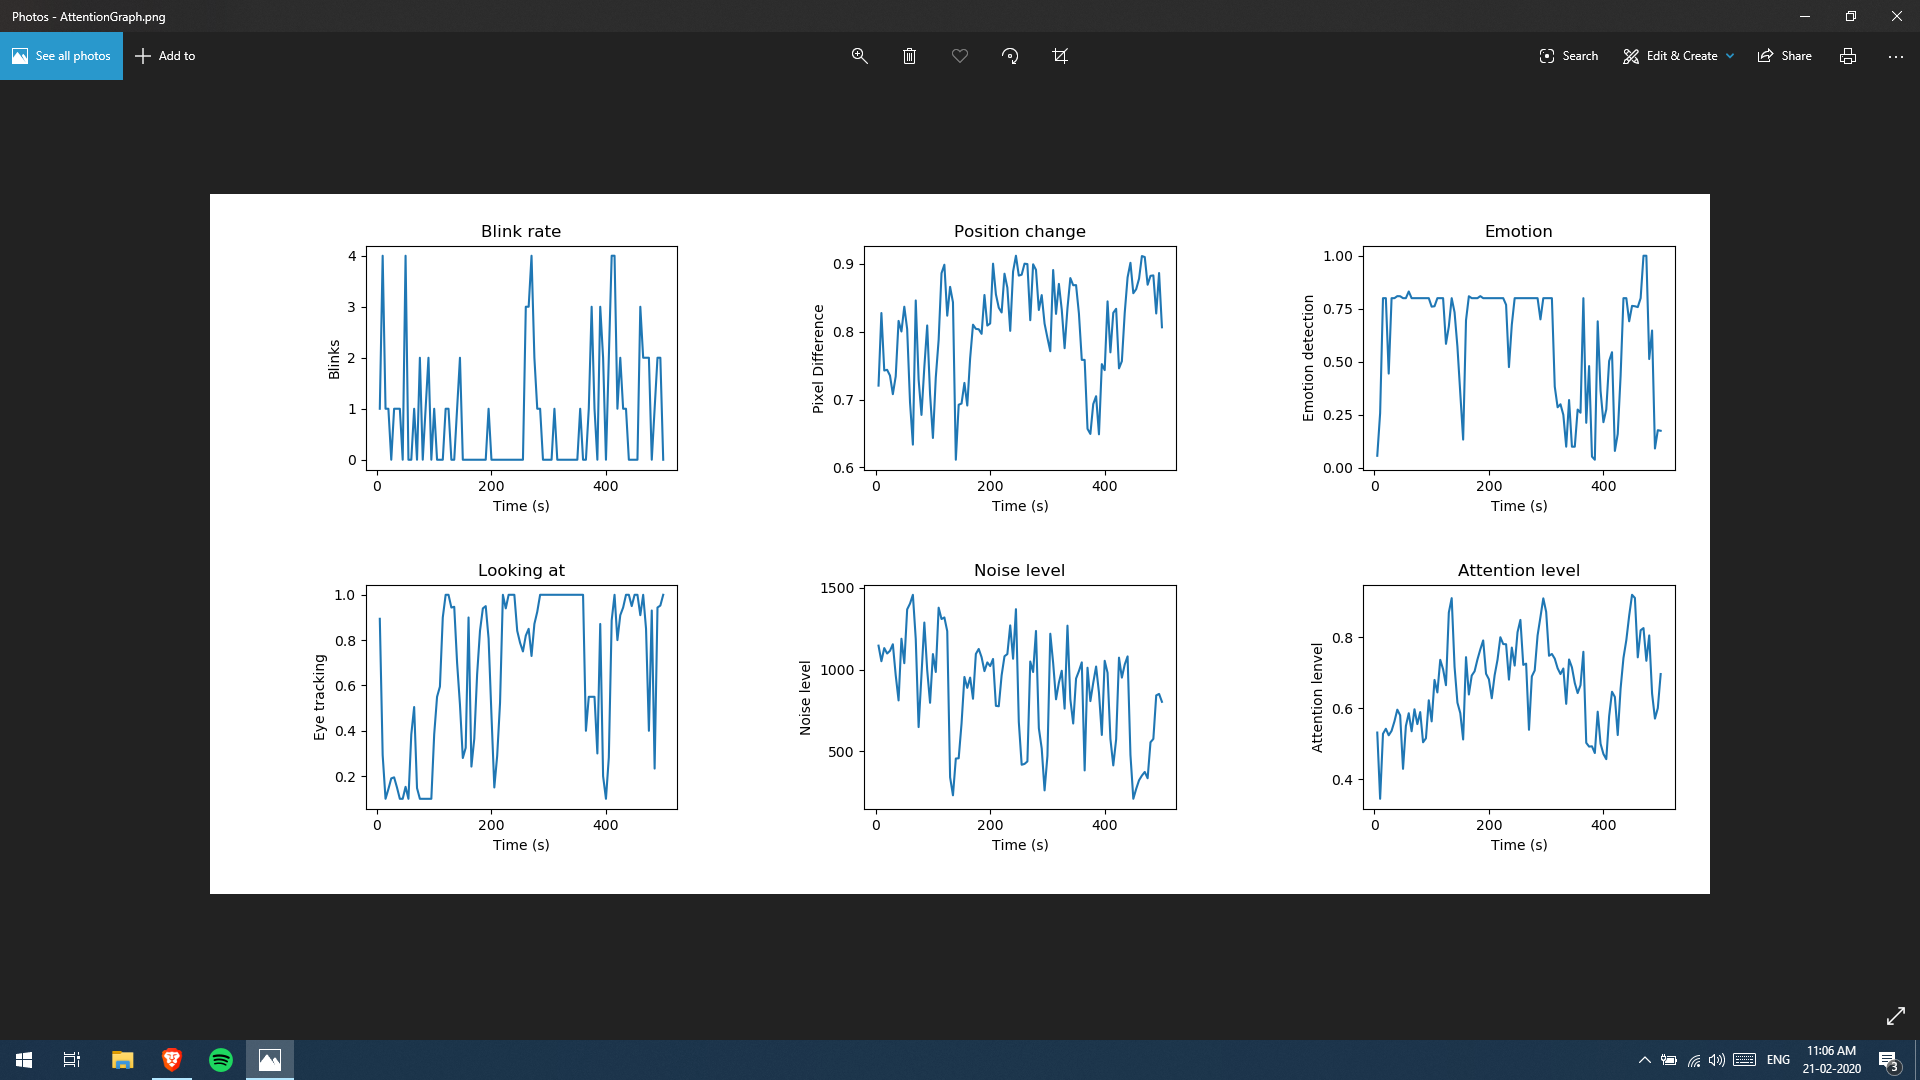 Photos - AttentionGraph.png
See all photos
Add to
Search
Edit & Create
Share
Blink rate
4
3
2
1
0
Blinks
0 200 400
Time (s)
Position change
0.9
0.8
0.7
0.6
Pixel Difference
0 200 400
Time (s)
Emotion
1.00
0.75
0.50
0.25
0.00
Emotion detection
0 200 400
Time (s)
Looking at
1.0
0.8
0.6
0.4
0.2
Eye tracking
0 200 400
Time (s)
Noise level
1500
1000
500
Noise level
0 200 400
Time (s)
Attention level
0.8
0.6
0.4
Attention lenvel
0 200 400
Time (s)
ENG
11:06 AM
21-02-2020
3